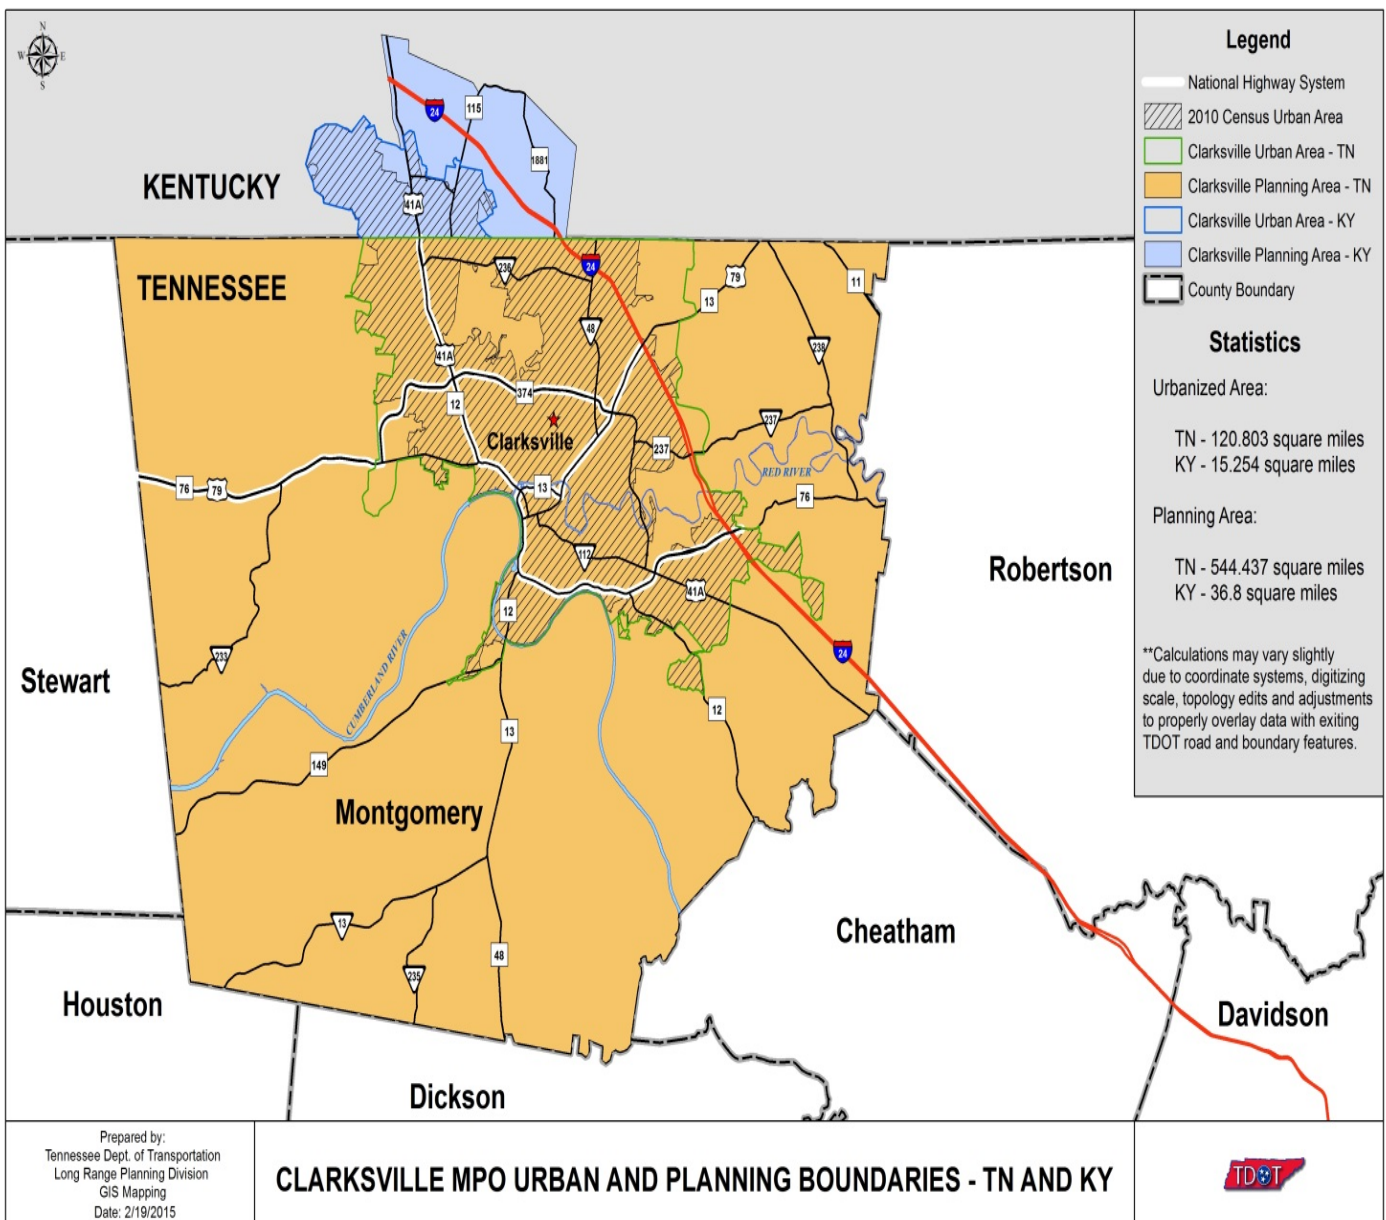 N
W E
S
KENTUCKY
TENNESSEE
24
115
1881
41A
236
24
79
13
11
48
238
41A
374
12
Clarksville
237
237
RED RIVER
76
79
13
76
112
41A
12
CUMBERLAND RIVER
233
24
12
13
149
Stewart
Robertson
Montgomery
13
235
48
Cheatham
Houston
Davidson
Dickson
Legend
National Highway System
2010 Census Urban Area
Clarksville Urban Area - TN
Clarksville Planning Area - TN
Clarksville Urban Area - KY
Clarksville Planning Area - KY
County Boundary
Statistics
Urbanized Area:
TN - 120.803 square miles
KY - 15.254 square miles
Planning Area:
TN - 544.437 square miles
KY - 36.8 square miles
**Calculations may vary slightly
due to coordinate systems, digitizing
scale, topology edits and adjustments
to properly overlay data with exiting
TDOT road and boundary features.
Prepared by:
Tennessee Dept. of Transportation
Long Range Planning Division
GIS Mapping
Date: 2/19/2015
CLARKSVILLE MPO URBAN AND PLANNING BOUNDARIES - TN AND KY
TDOT